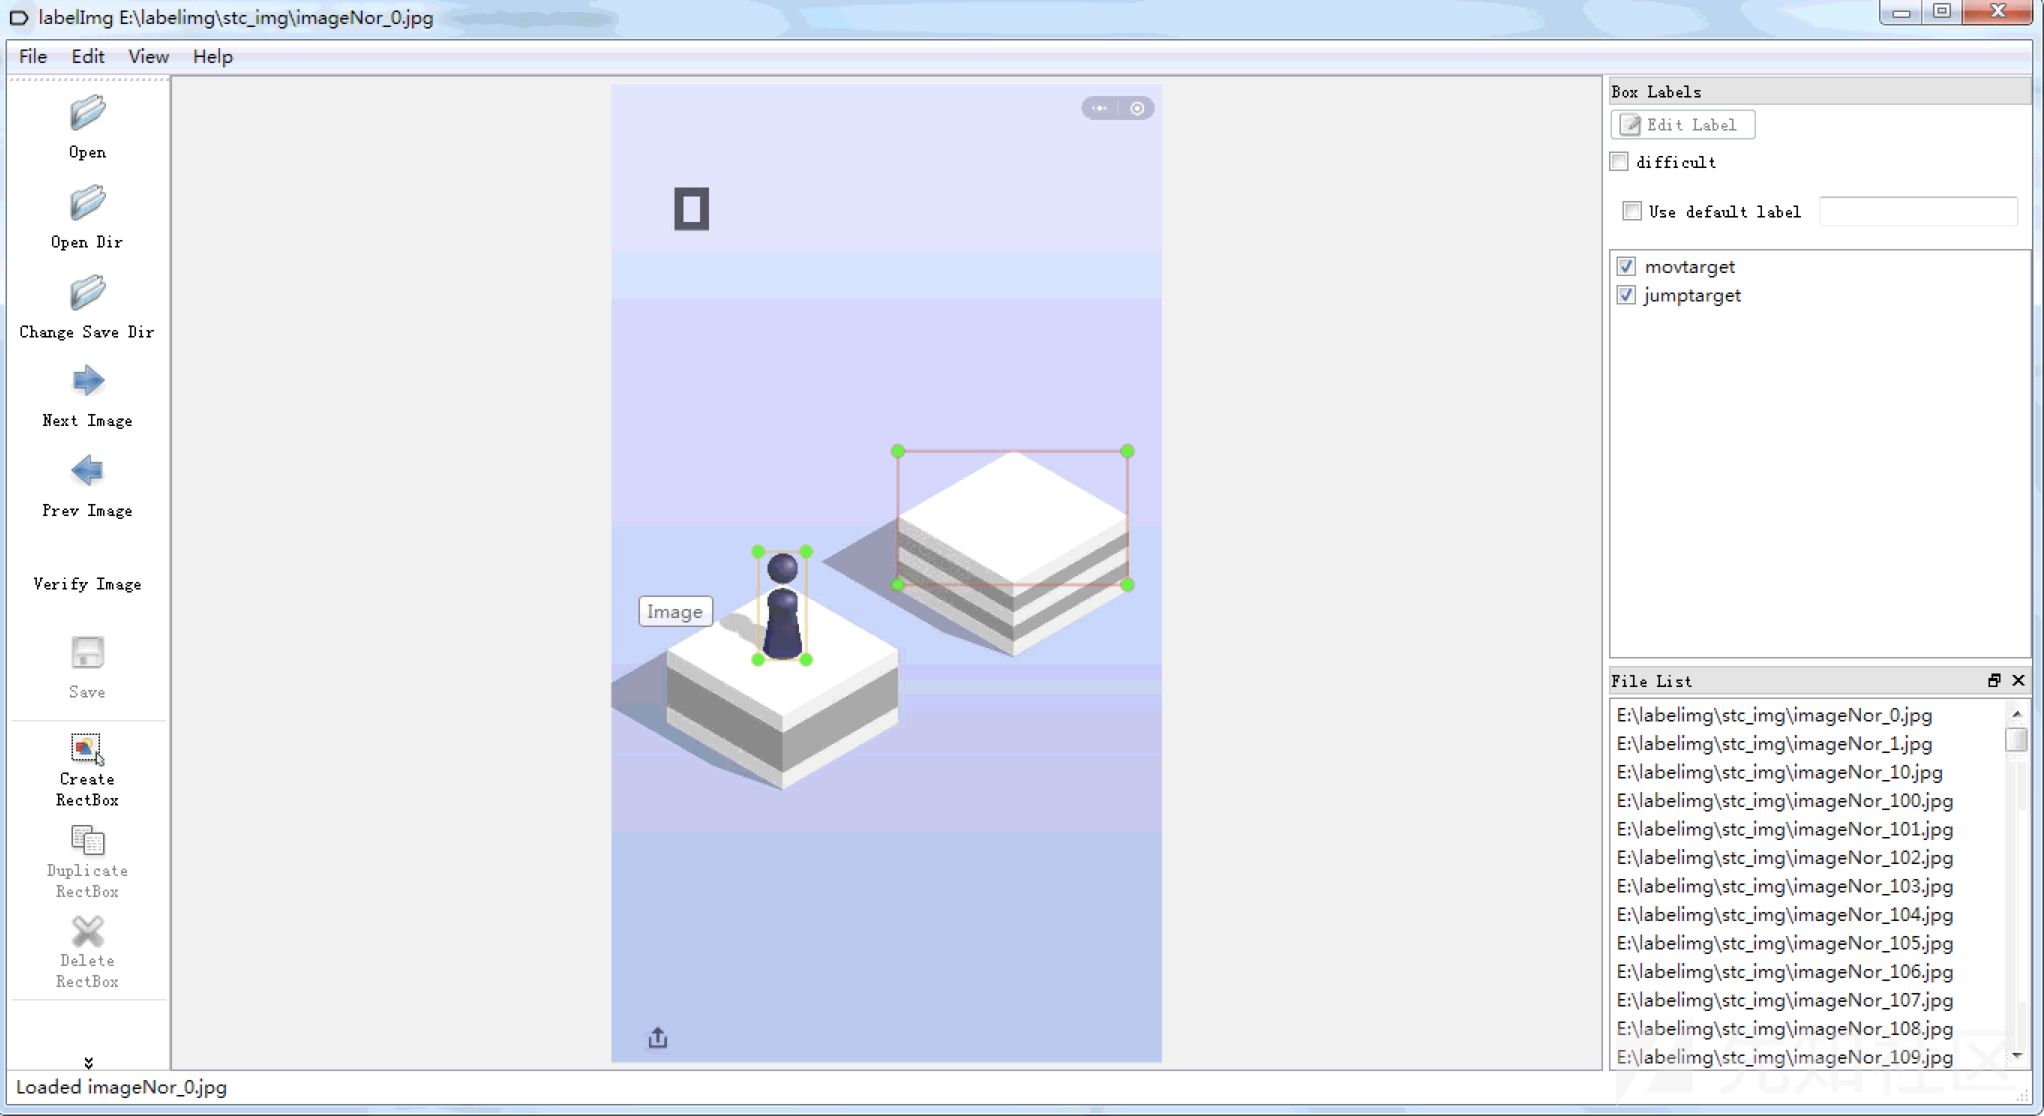 labelImg E:\labelimg\stc_img\imageNor_0.jpg
File Edit View Help
Open
Open Dir
Change Save Dir
Next Image
Prev Image
Verify Image
Save
Create
RectBox
Duplicate
RectBox
Delete
RectBox
0
Image
Box Labels
Edit Label
difficult
Use default label
movtarget
jumptarget
File List
E:\labelimg\stc_img\imageNor_0.jpg
E:\labelimg\stc_img\imageNor_1.jpg
E:\labelimg\stc_img\imageNor_10.jpg
E:\labelimg\stc_img\imageNor_100.jpg
E:\labelimg\stc_img\imageNor_101.jpg
E:\labelimg\stc_img\imageNor_102.jpg
E:\labelimg\stc_img\imageNor_103.jpg
E:\labelimg\stc_img\imageNor_104.jpg
E:\labelimg\stc_img\imageNor_105.jpg
E:\labelimg\stc_img\imageNor_106.jpg
E:\labelimg\stc_img\imageNor_107.jpg
E:\labelimg\stc_img\imageNor_108.jpg
E:\labelimg\stc_img\imageNor_109.jpg
先知社区
Loaded imageNor_0.jpg